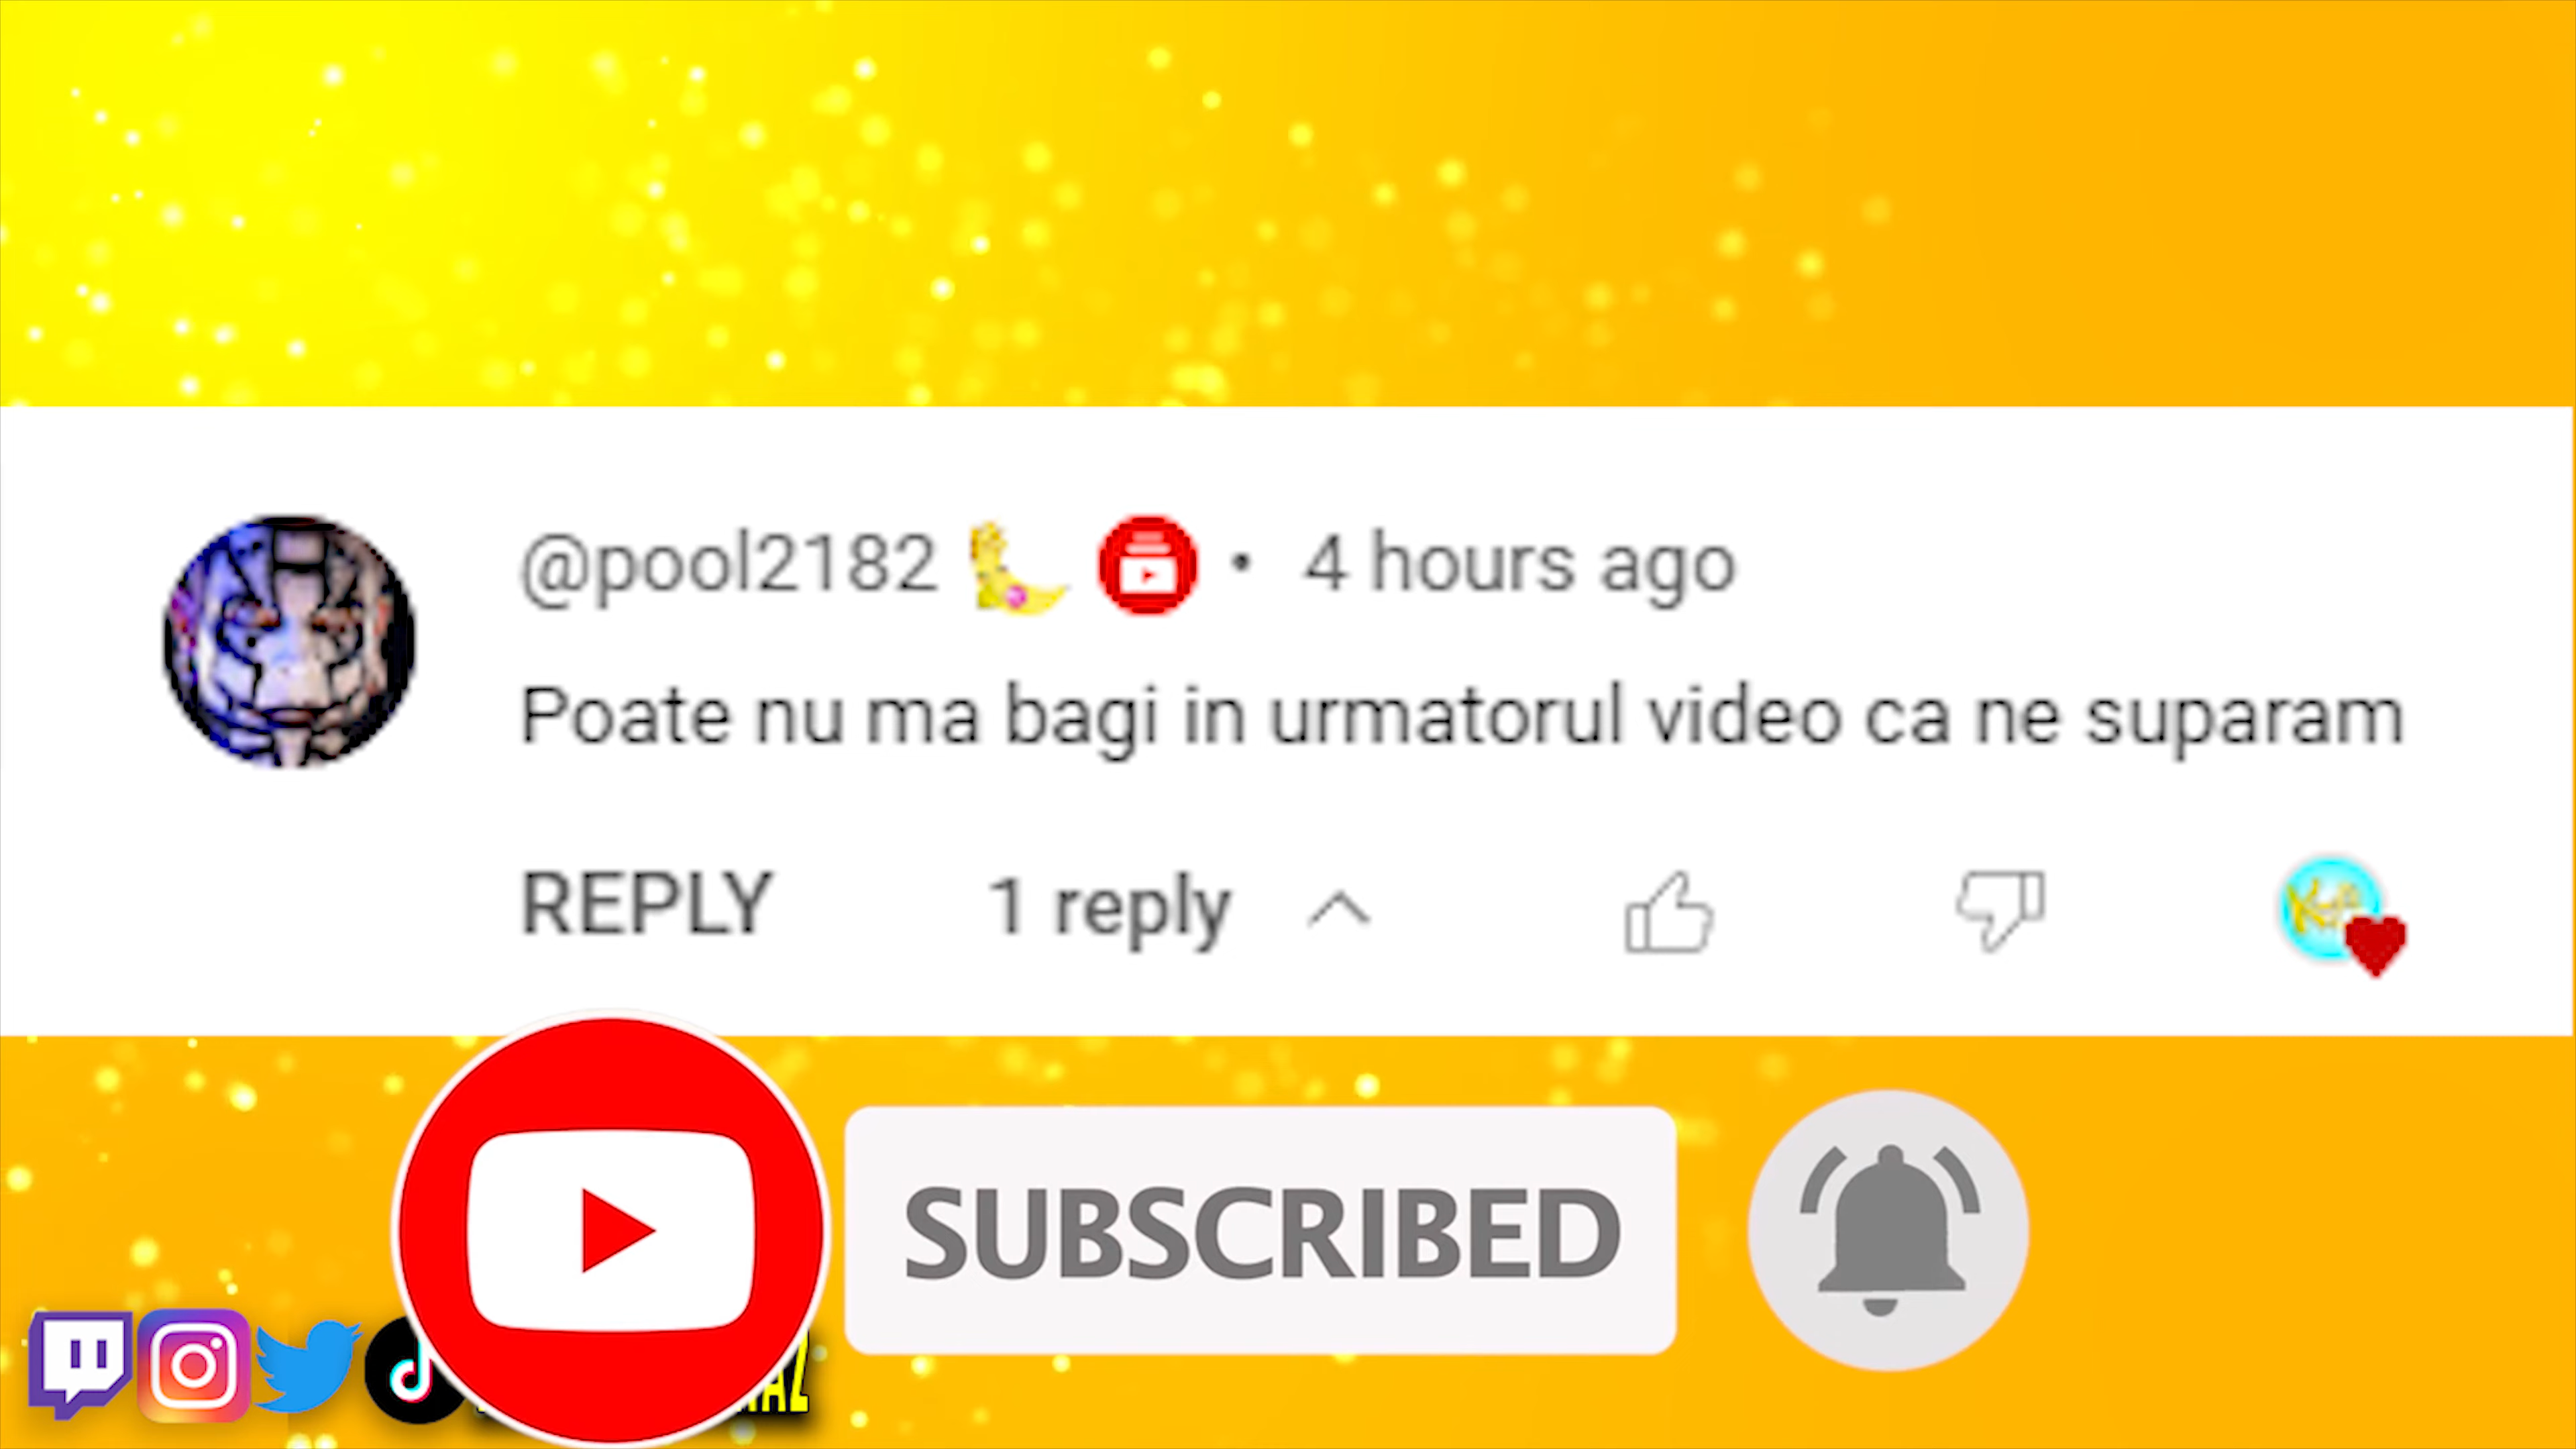 @pool2182 • 4 hours ago
Poate nu ma bagi in urmatorul video ca ne suparam
REPLY 1 reply
SUBSCRIBED